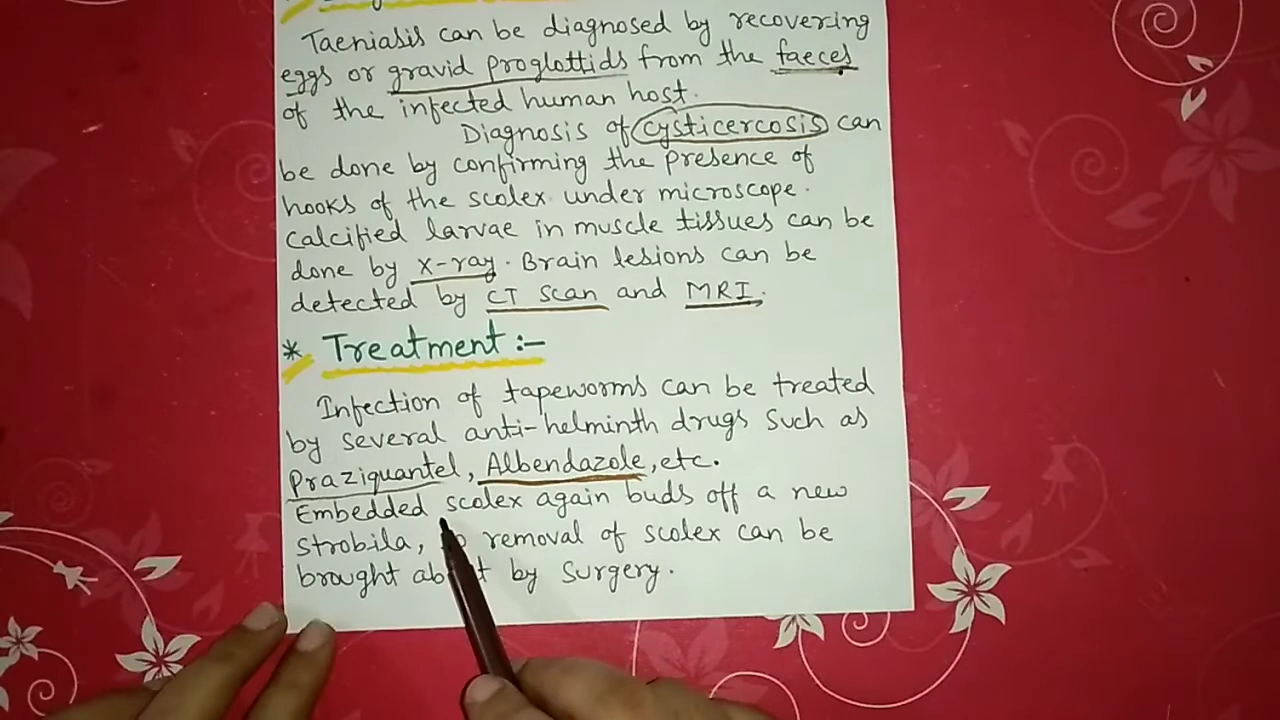 Taeniasis can be diagnosed by recovering
eggs or gravid proglottids from the faeces
of the infected human host.
Diagnosis of cysticercosis can
be done by confirming the presence of
hooks of the scolex under microscope.
Calcified larvae in muscle tissues can be
done by x-ray. Brain lesions can be
detected by CT scan and MRI.
* Treatment :-
Infection of tapeworms can be treated
by several anti-helminth drugs such as
Praziquantel, Albendazole, etc.
Embedded scolex again buds off a new
strobila, removal of scolex can be
brought by surgery.